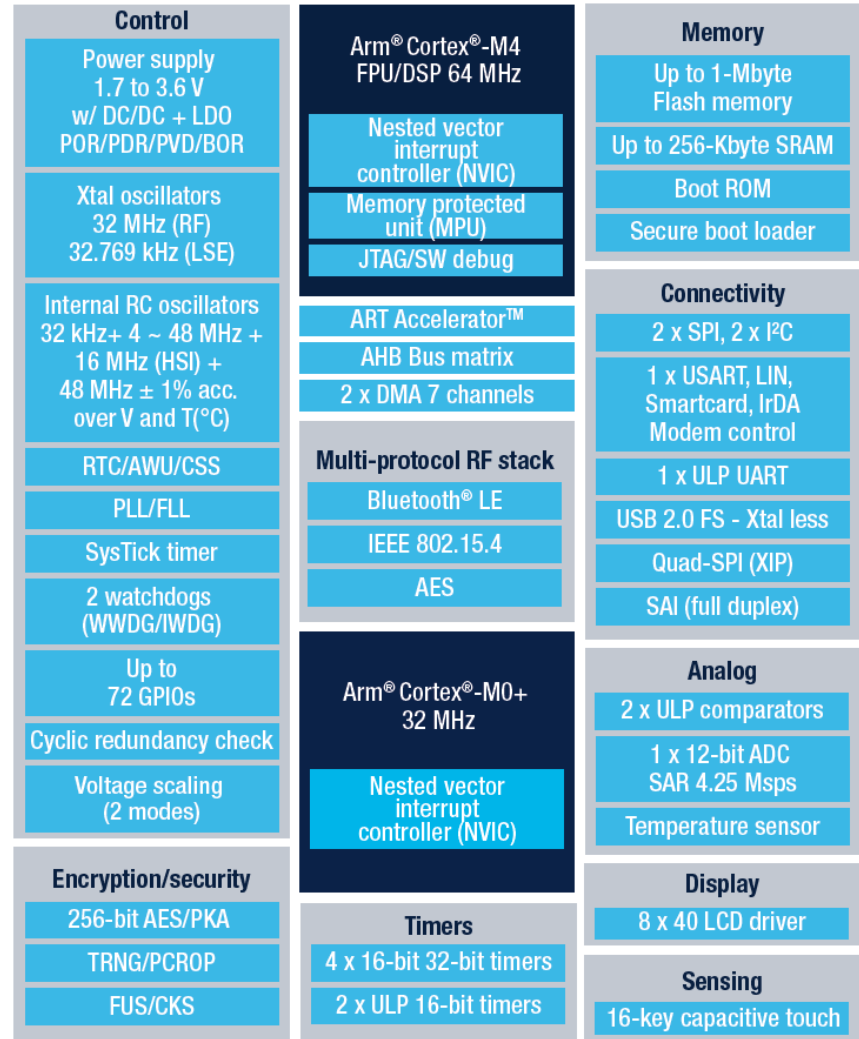 Control
Power supply
1.7 to 3.6 V
w/ DC/DC + LDO
POR/PDR/PVD/BOR
Xtal oscillators
32 MHz (RF)
32.769 kHz (LSE)
Internal RC oscillators
32 kHz+ 4 ~ 48 MHz +
16 MHz (HSI) +
48 MHz ± 1% acc.
over V and T(°C)
RTC/AWU/CSS
PLL/FLL
SysTick timer
2 watchdogs
(WWDG/IWDG)
Up to
72 GPIOs
Cyclic redundancy check
Voltage scaling
(2 modes)
Encryption/security
256-bit AES/PKA
TRNG/PCROP
FUS/CKS
Arm® Cortex®-M4
FPU/DSP 64 MHz
Nested vector
interrupt
controller (NVIC)
Memory protected
unit (MPU)
JTAG/SW debug
ART Accelerator™
AHB Bus matrix
2 x DMA 7 channels
Multi-protocol RF stack
Bluetooth® LE
IEEE 802.15.4
AES
Arm® Cortex®-M0+
32 MHz
Nested vector
interrupt
controller (NVIC)
Timers
4 x 16-bit 32-bit timers
2 x ULP 16-bit timers
Memory
Up to 1-Mbyte
Flash memory
Up to 256-Kbyte SRAM
Boot ROM
Secure boot loader
Connectivity
2 x SPI, 2 x I²C
1 x USART, LIN,
Smartcard, IrDA
Modem control
1 x ULP UART
USB 2.0 FS - Xtal less
Quad-SPI (XIP)
SAI (full duplex)
Analog
2 x ULP comparators
1 x 12-bit ADC
SAR 4.25 Msps
Temperature sensor
Display
8 x 40 LCD driver
Sensing
16-key capacitive touch